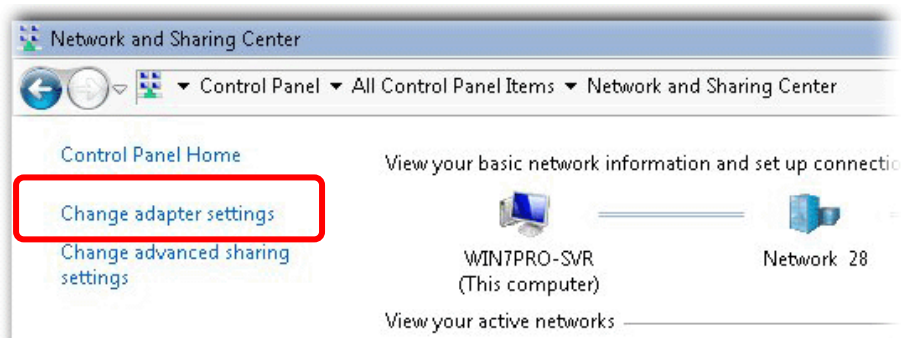 Network and Sharing Center
Control Panel All Control Panel Items Network and Sharing Center
Control Panel Home
View your basic network information and set up
Change adapter settings
Change advanced sharing
settings
WIN7PRO-SVR
(This computer)
Network 28
View your active networks